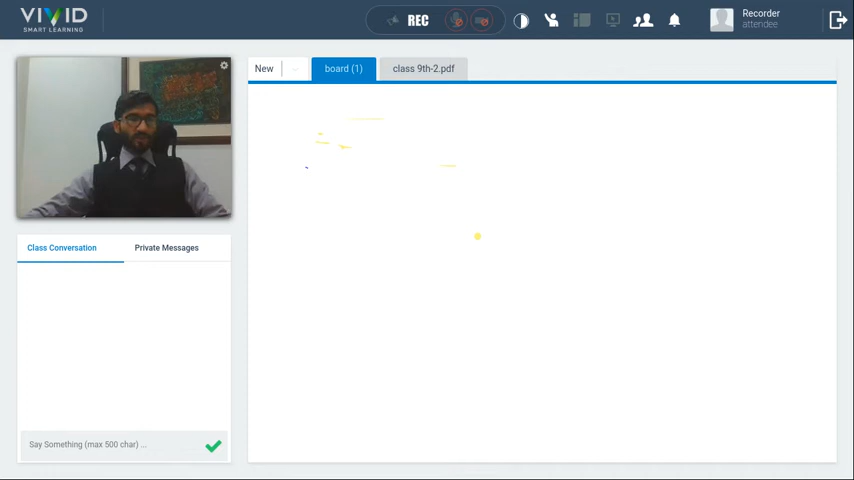 VIVID
SMART LEARNING
REC
Recorder
attendee
New
board (1)
class 9th-2.pdf
Class Conversation
Private Messages
Say Something (max 500 char) ...